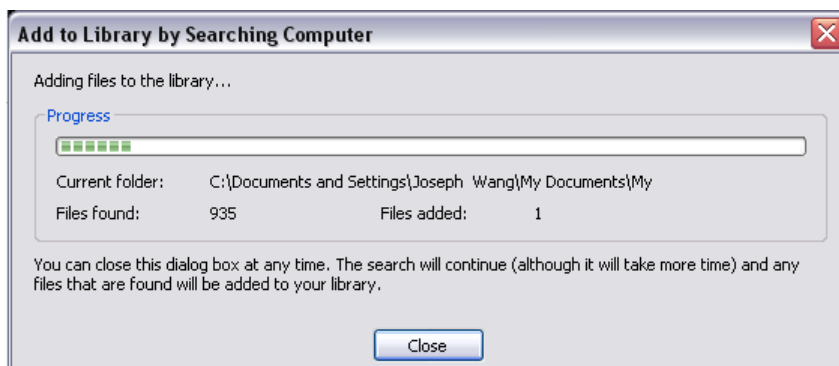 Add to Library by Searching Computer
Adding files to the library...
Progress
Current folder: C:\Documents and Settings\Joseph Wang\My Documents\My
Files found: 935 Files added: 1
You can close this dialog box at any time. The search will continue (although it will take more time) and any
files that are found will be added to your library.
Close